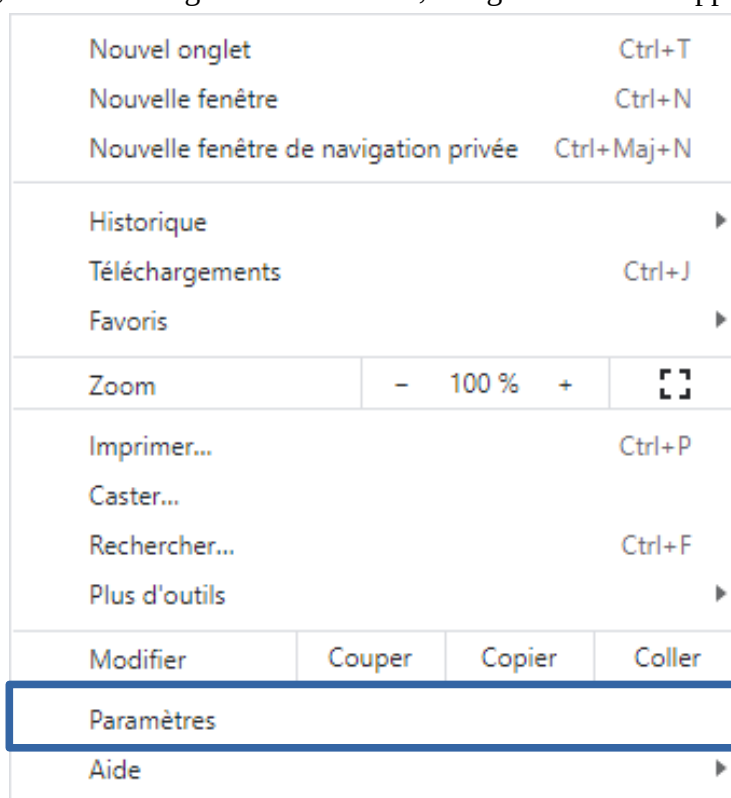 Nouvel onglet Ctrl+T
Nouvelle fenêtre Ctrl+N
Nouvelle fenêtre de navigation privée Ctrl+Maj+N
Historique
Téléchargements Ctrl+J
Favoris
Zoom - 100 % +
Imprimer... Ctrl+P
Caster...
Rechercher... Ctrl+F
Plus d'outils
Modifier Couper Copier Coller
Paramètres
Aide